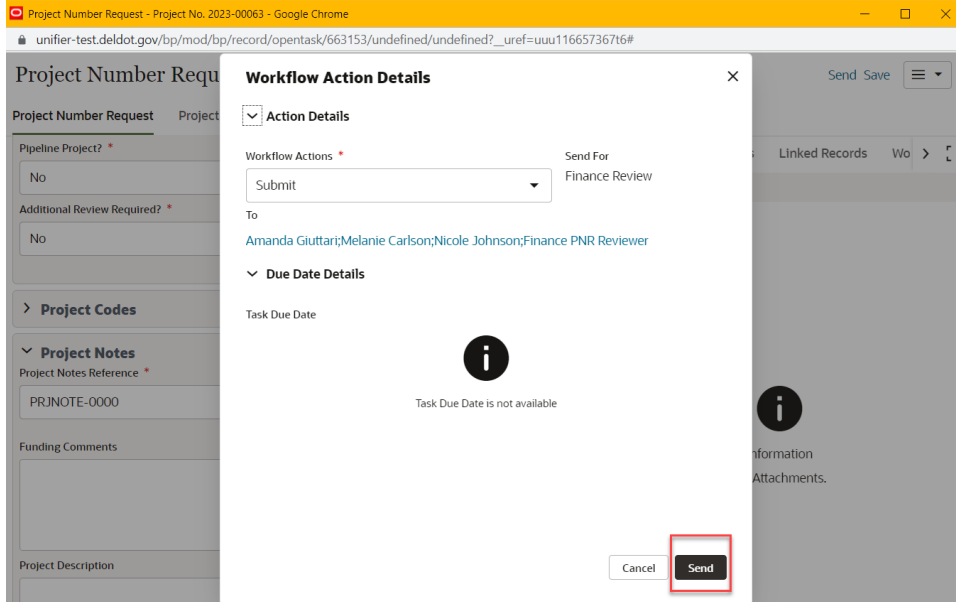 Project Number Request - Project No. 2023-00063 - Google Chrome
unifier-test.deldot.gov/bp/mod/bp/record/opentask/663153/undefined/undefined?__uref=uuu116657367t6#
Project Number Requ
Send Save
Project Number Request Project
Linked Records Wo
Pipeline Project? *
No
Additional Review Required? *
No
Project Codes
Project Notes
Project Notes Reference *
PRJNOTE-0000
Funding Comments
Project Description
Workflow Action Details
Action Details
Workflow Actions *
Submit
Send For
Finance Review
To
Amanda Giuttari;Melanie Carlson;Nicole Johnson;Finance PNR Reviewer
Due Date Details
Task Due Date
Task Due Date is not available
Cancel Send
nformation
Attachments.